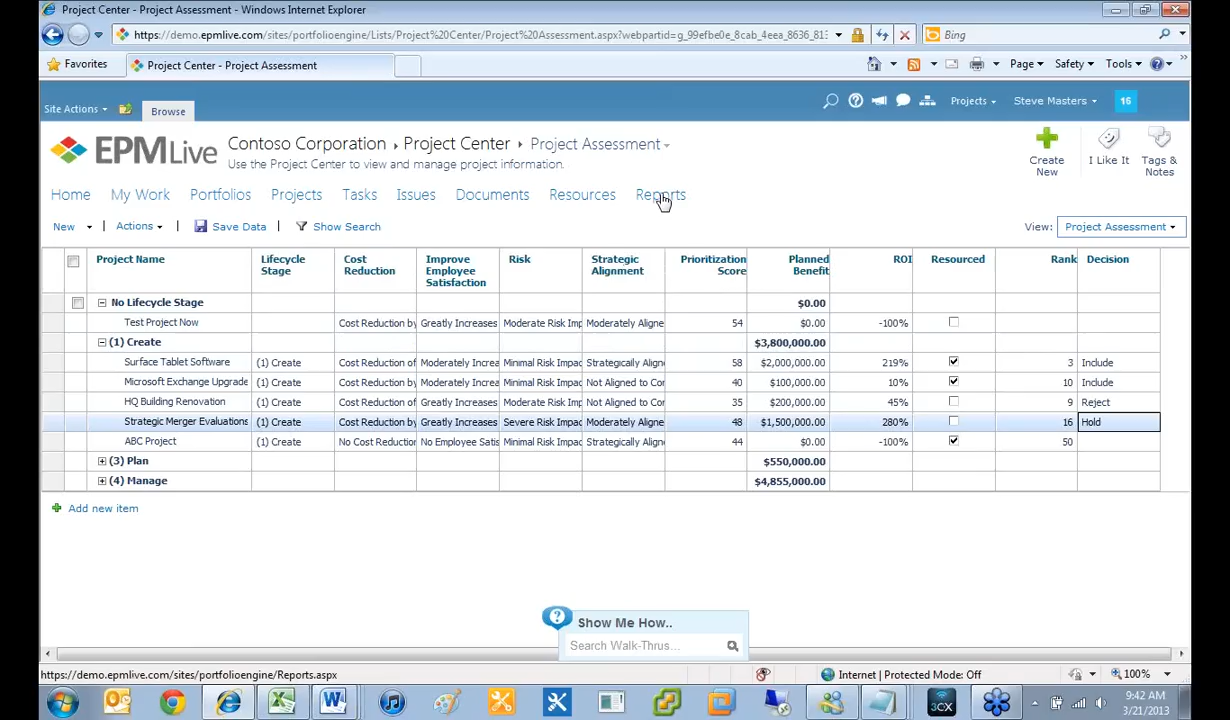 Project Center - Project Assessment - Windows Internet Explorer
https://demo.epmlive.com/sites/portfolioengine/Lists/Project%20Center/Project%20Assessment.aspx?webpartid=g_99efbe0e_8cab_4eea_8636_813
Bing
Favorites
Project Center - Project Assessment
Page
Safety
Tools
Site Actions
Browse
Projects
Steve Masters
16
EPMLIVE
Contoso Corporation
Project Center
Project Assessment
Use the Project Center to view and manage project information.
Create New
I Like It
Tags & Notes
Home
My Work
Portfolios
Projects
Tasks
Issues
Documents
Resources
Reports
New
Actions
Save Data
Show Search
View:
Project Assessment
Project Name Lifecycle Stage Cost Reduction Improve Employee Satisfaction Risk Strategic Alignment Prioritization Score Planned Benefit ROI Resourced Rank Decision
No Lifecycle Stage $0.00
Test Project Now Cost Reduction by Greatly Increases Moderate Risk Imp Moderately Aligne 54 $0.00 -100%
(1) Create $3,800,000.00
Surface Tablet Software (1) Create Cost Reduction of Moderately Increa Minimal Risk Impac Strategically Align 58 $2,000,000.00 219% 3 Include
Microsoft Exchange Upgrade (1) Create Cost Reduction by Moderately Increa Minimal Risk Impac Not Aligned to Cor 40 $100,000.00 10% 10 Include
HQ Building Renovation (1) Create Cost Reduction of Greatly Increases Minimal Risk Impac Not Aligned to Cor 35 $200,000.00 45% 9 Reject
Strategic Merger Evaluations (1) Create Cost Reduction by Greatly Increases Severe Risk Impac Moderately Aligne 48 $1,500,000.00 280% 16 Hold
ABC Project (1) Create No Cost Reduction No Employee Satis Minimal Risk Impac Strategically Align 44 $0.00 -100% 50
(3) Plan $550,000.00
(4) Manage $4,855,000.00
Add new item
Show Me How..
Search Walk-Thrus...
https://demo.epmlive.com/sites/portfolioengine/Reports.aspx
Internet | Protected Mode: Off
100%
3CX
9:42 AM
3/21/2013